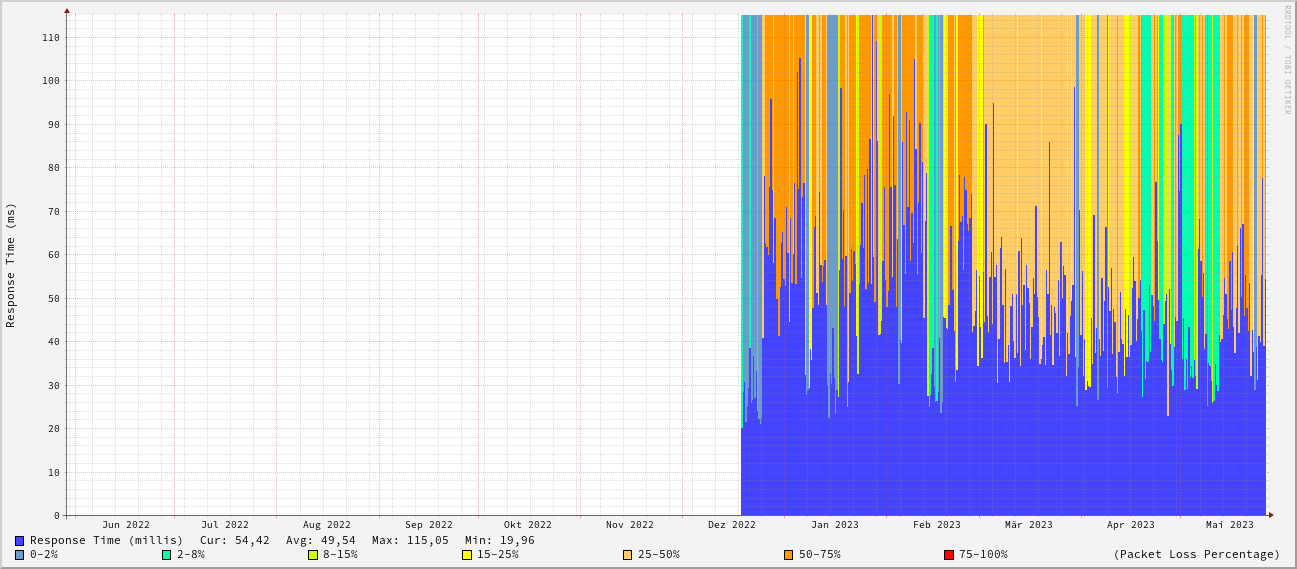 RRDTOOL / TOBI OETIKER
Response Time (ms)
110
100
90
80
70
60
50
40
30
20
10
0
Jun 2022 Jul 2022 Aug 2022 Sep 2022 Okt 2022 Nov 2022 Dez 2022 Jan 2023 Feb 2023 Mär 2023 Apr 2023 Mai 2023
Response Time (millis) Cur: 54,42 Avg: 49,54 Max: 115,05 Min: 19,96
0-2% 2-8% 8-15% 15-25% 25-50% 50-75% 75-100% (Packet Loss Percentage)